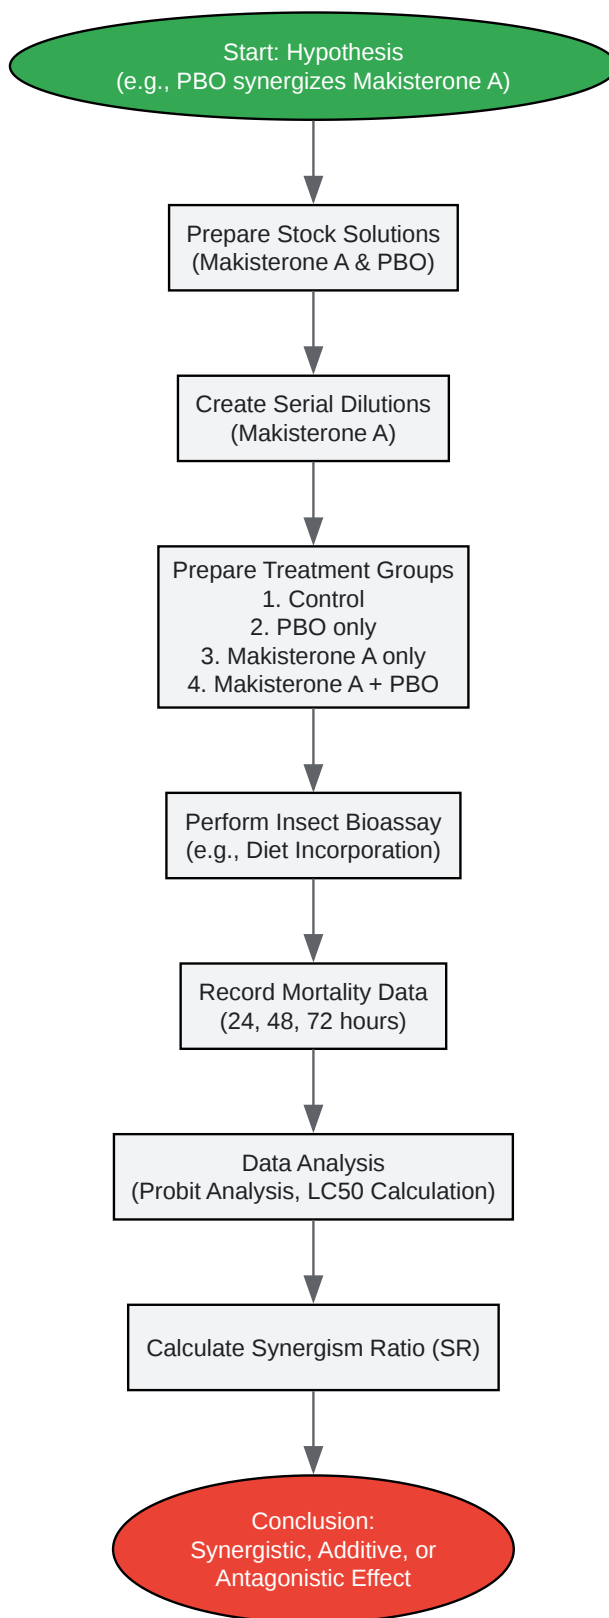 Start: Hypothesis
(e.g., PBO synergizes Makisterone A)
Prepare Stock Solutions
(Makisterone A & PBO)
Create Serial Dilutions
(Makisterone A)
Prepare Treatment Groups
1. Control
2. PBO only
3. Makisterone A only
4. Makisterone A + PBO
Perform Insect Bioassay
(e.g., Diet Incorporation)
Record Mortality Data
(24, 48, 72 hours)
Data Analysis
(Probit Analysis, LC50 Calculation)
Calculate Synergism Ratio (SR)
Conclusion:
Synergistic, Additive, or
Antagonistic Effect